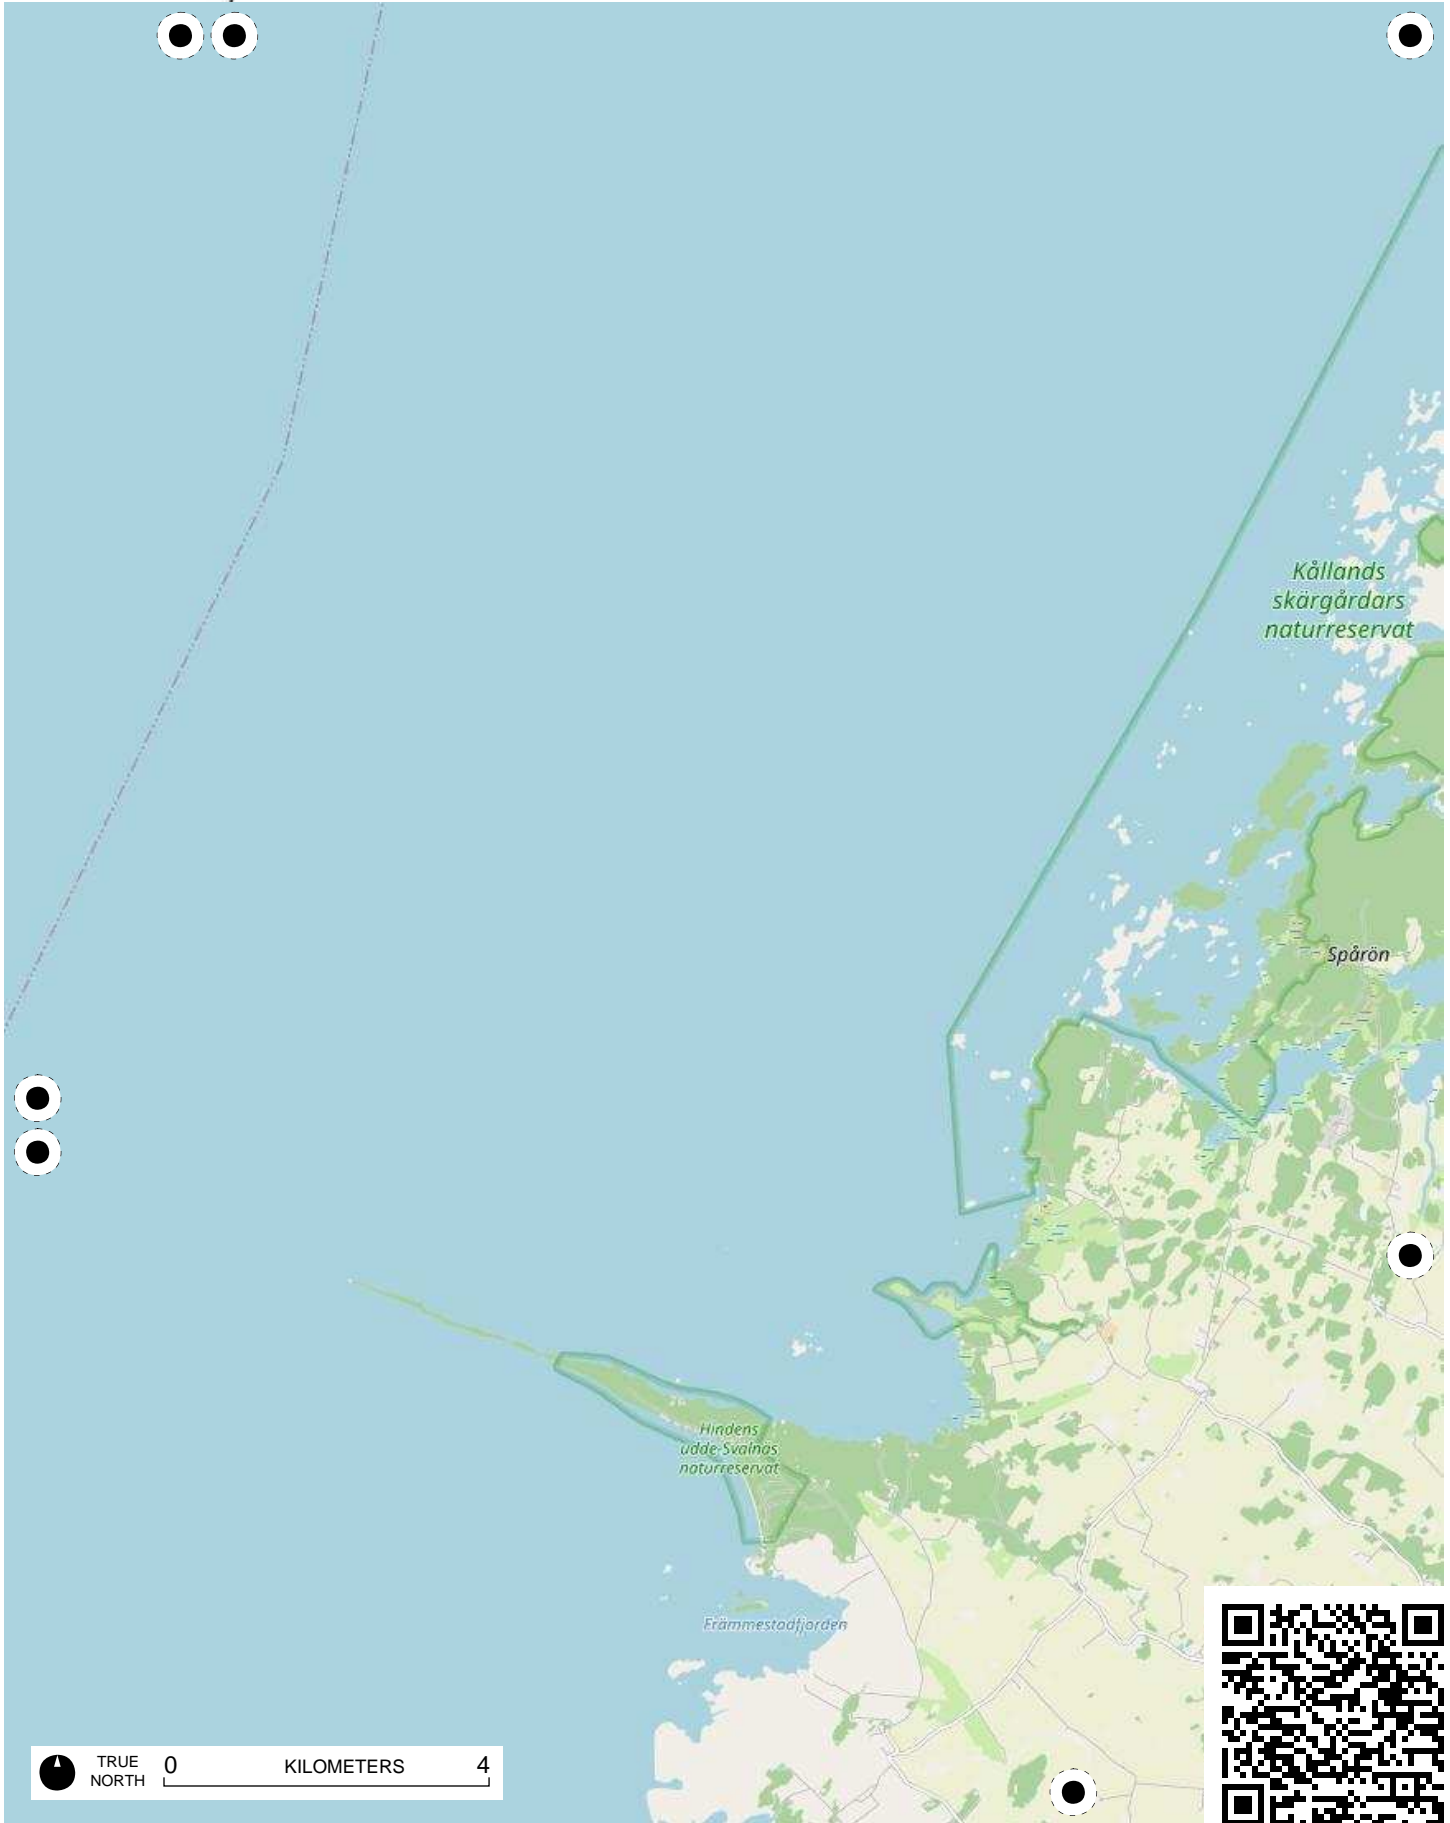 Kållands
skärgårdars
naturreservat
Spårön
Hindens
udde-Svalnäs
naturreservat
Främmestadfjorden
TRUE
NORTH
0 KILOMETERS 4